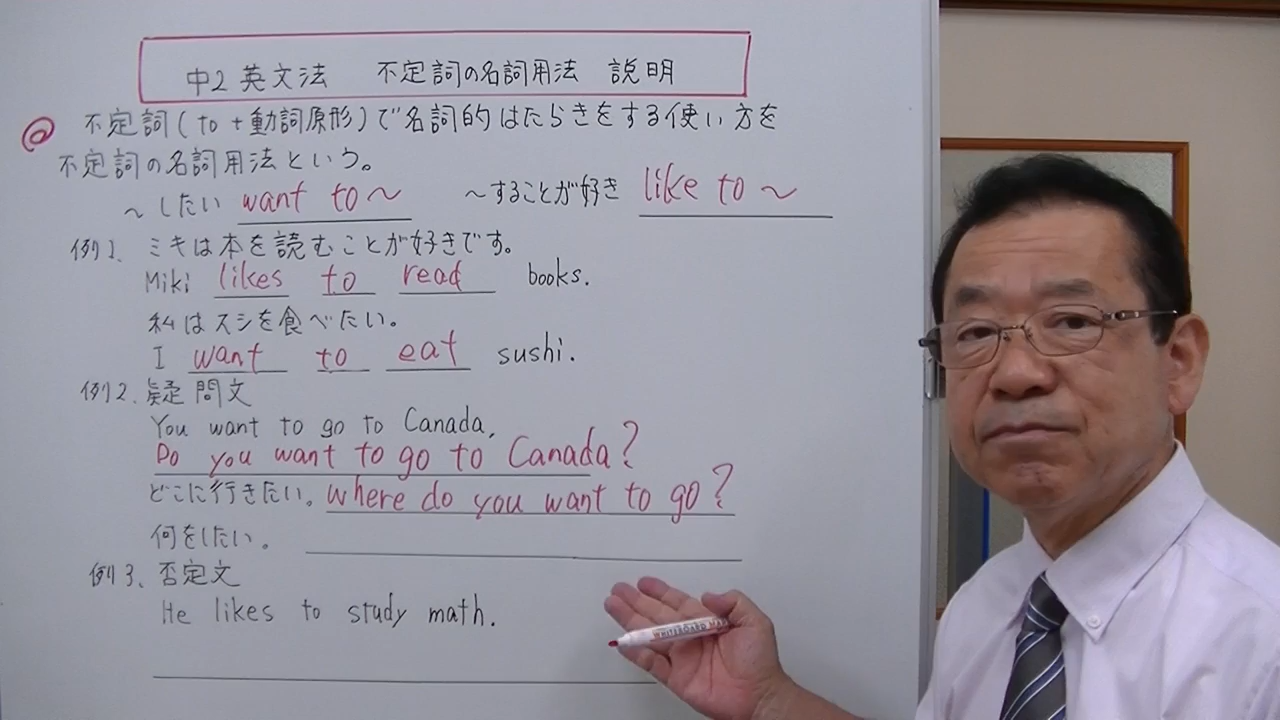 中2 英文法 不定詞の名詞用法 説明
@ 不定詞(to+動詞原形)で名詞的はたらきをする使い方を
不定詞の名詞用法という。
～したい want to～ ～することが好き like to～
例1、ミキは本を読むことが好きです。
Miki likes to read books.
私はスシを食べたい。
I want to eat sushi.
例2、疑問文
You want to go to Canada.
Do you want to go to Canada?
どこに行きたい。where do you want to go?
何をしたい。
例3、否定文
He likes to study math.
WHITEBOARD